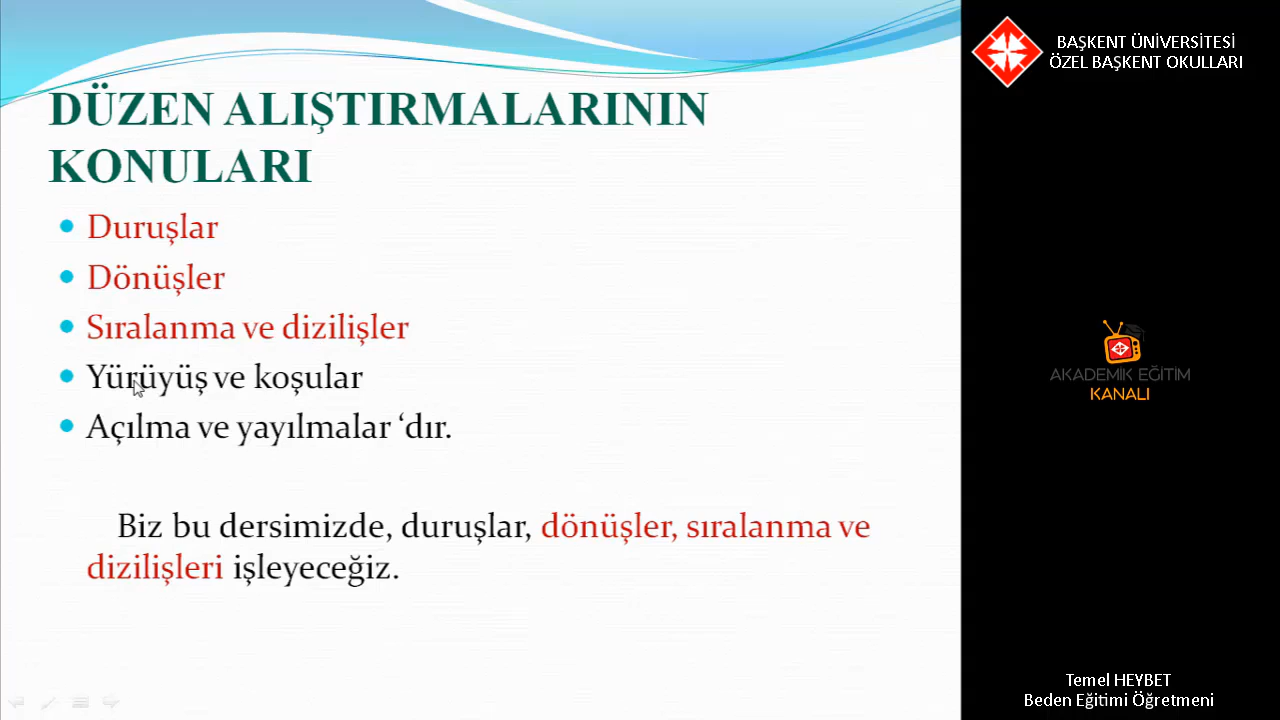 DÜZEN ALIŞTIRMALARININ
KONULARI
Duruşlar
Dönüşler
Sıralanma ve dizilişler
Yürüyüş ve koşular
Açılma ve yayılmalar ‘dır.
Biz bu dersimizde, duruşlar, dönüşler, sıralanma ve
dizilişleri işleyeceğiz.
BAŞKENT ÜNİVERSİTESİ
ÖZEL BAŞKENT OKULLARI
AKADEMİK EĞİTİM
KANALI
Temel HEYBET
Beden Eğitimi Öğretmeni